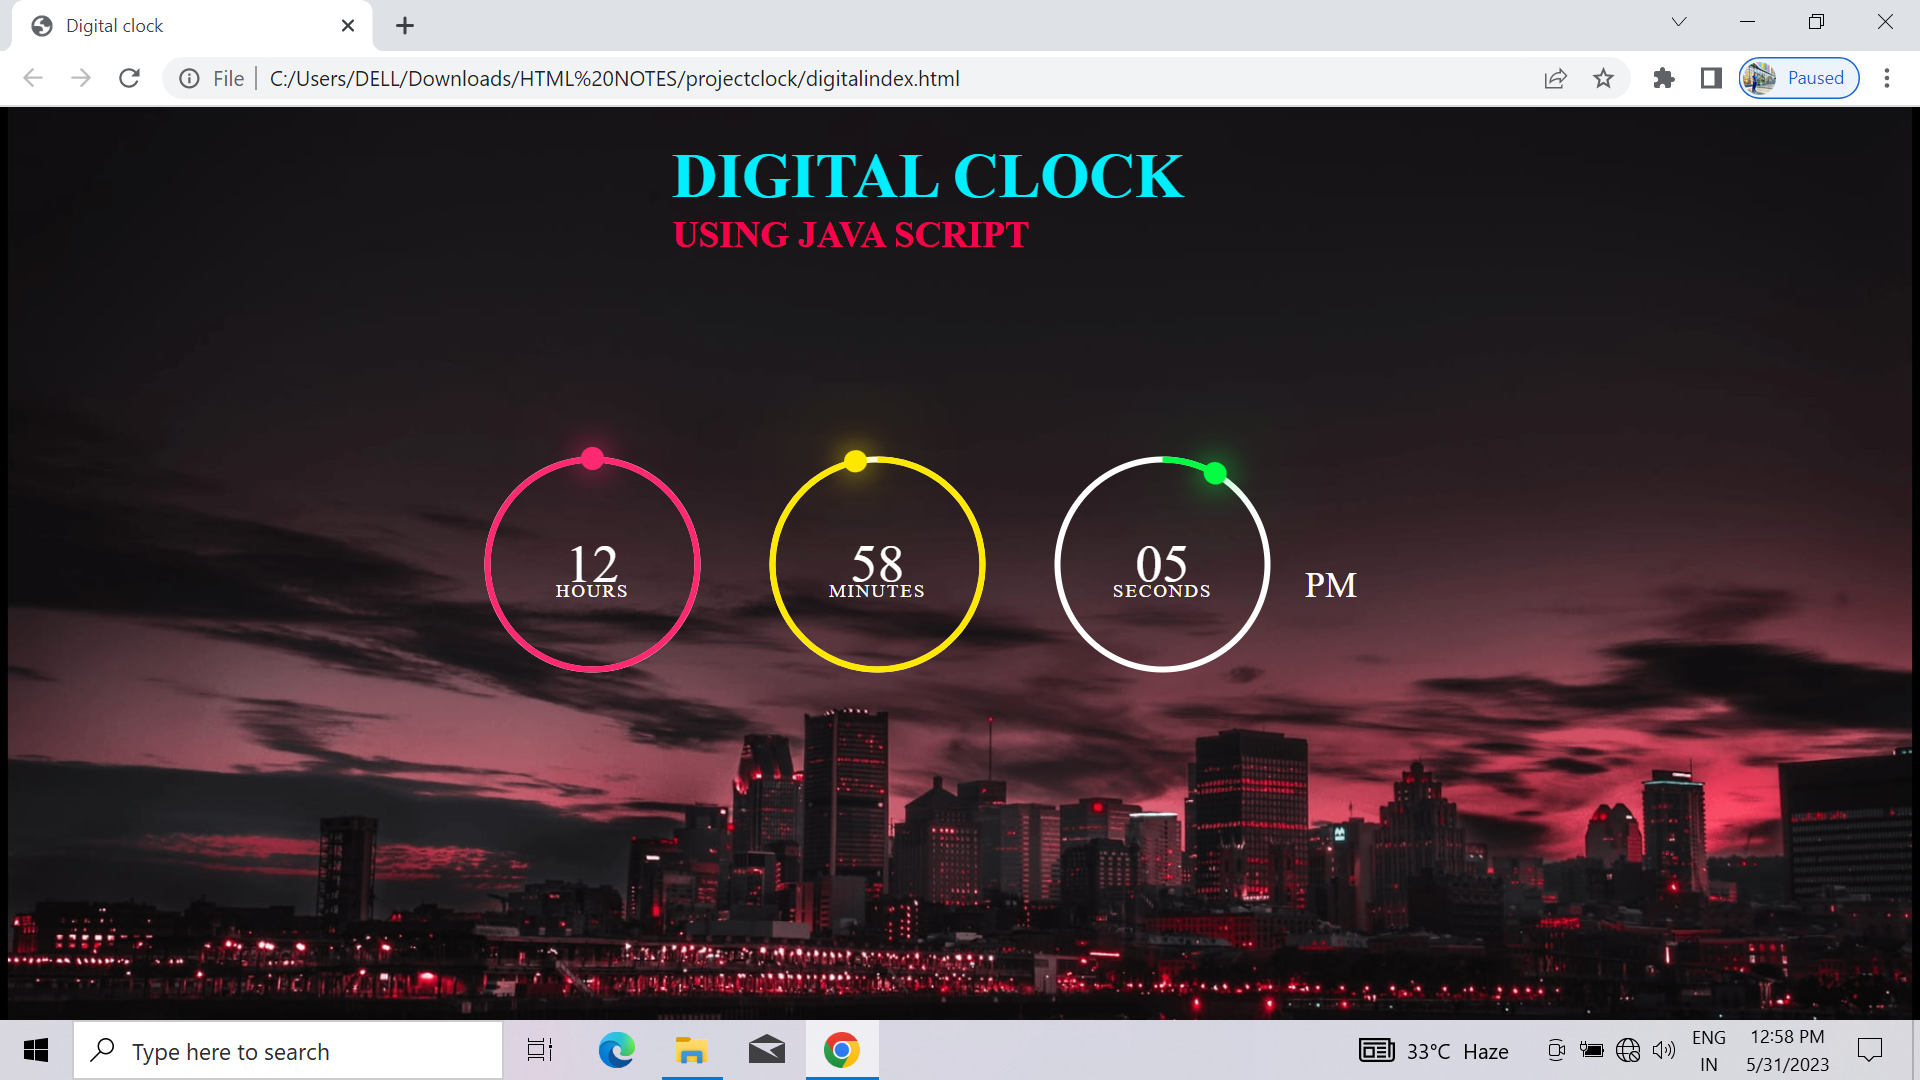 Digital clock
File C:/Users/DELL/Downloads/HTML%20NOTES/projectclock/digitalindex.html
Paused
DIGITAL CLOCK
USING JAVA SCRIPT
12
HOURS
58
MINUTES
05
SECONDS
PM
Type here to search
33°C Haze
ENG
IN
12:58 PM
5/31/2023